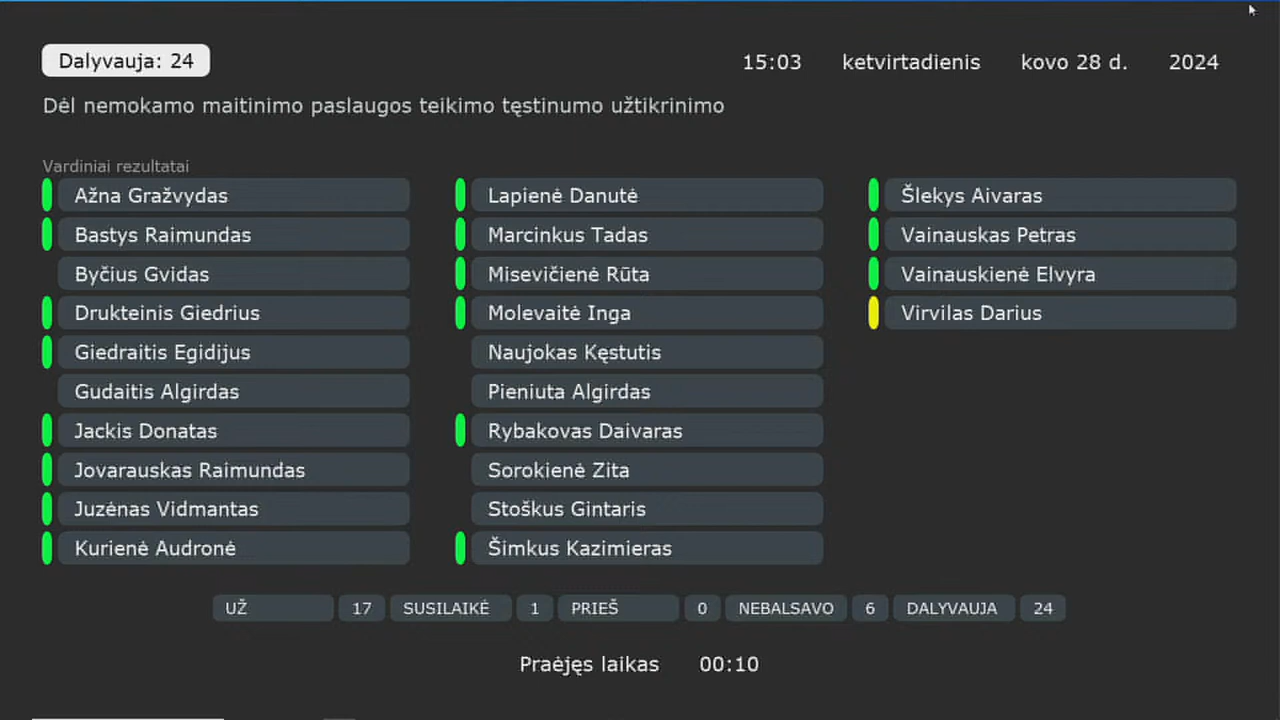 Dalyvauja: 24
15:03 ketvirtadienis kovo 28 d. 2024
Dėl nemokamo maitinimo paslaugos teikimo tęstinumo užtikrinimo
Vardiniai rezultatai
Ažna Gražvydas
Bastys Raimundas
Byčius Gvidas
Drukteinis Giedrius
Giedraitis Egidijus
Gudaitis Algirdas
Jackis Donatas
Jovarauskas Raimundas
Juzėnas Vidmantas
Kurienė Audronė
Lapienė Danutė
Marcinkus Tadas
Misevičienė Rūta
Molevaitė Inga
Naujokas Kęstutis
Pieniuta Algirdas
Rybakovas Daivaras
Sorokienė Zita
Stoškus Gintaris
Šimkus Kazimieras
Šlekys Aivaras
Vainauskas Petras
Vainauskienė Elvyra
Virvilas Darius
UŽ 17 SUSILAIKĖ 1 PRIEŠ 0 NEBALSAVO 6 DALYVAUJA 24
Praėjęs laikas 00:10